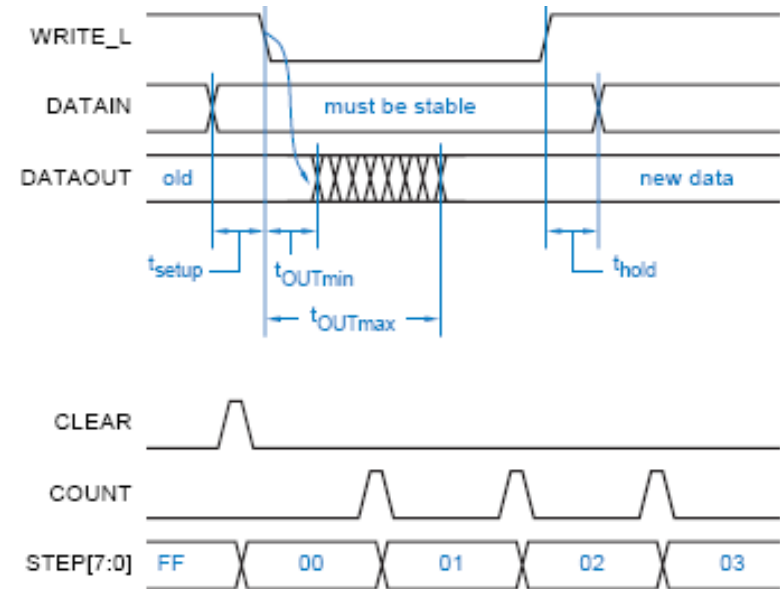 WRITE_L
DATAIN must be stable
DATAOUT old new data
tsetup tOUTmin thold
tOUTmax
CLEAR
COUNT
STEP[7:0] FF 00 01 02 03